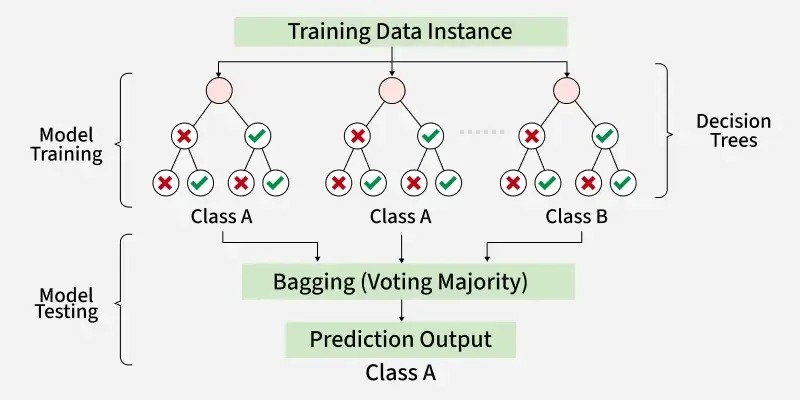 Training Data Instance
Model
Training
Decision
Trees
Class A
Class A
Class B
Model
Testing
Bagging (Voting Majority)
Prediction Output
Class A